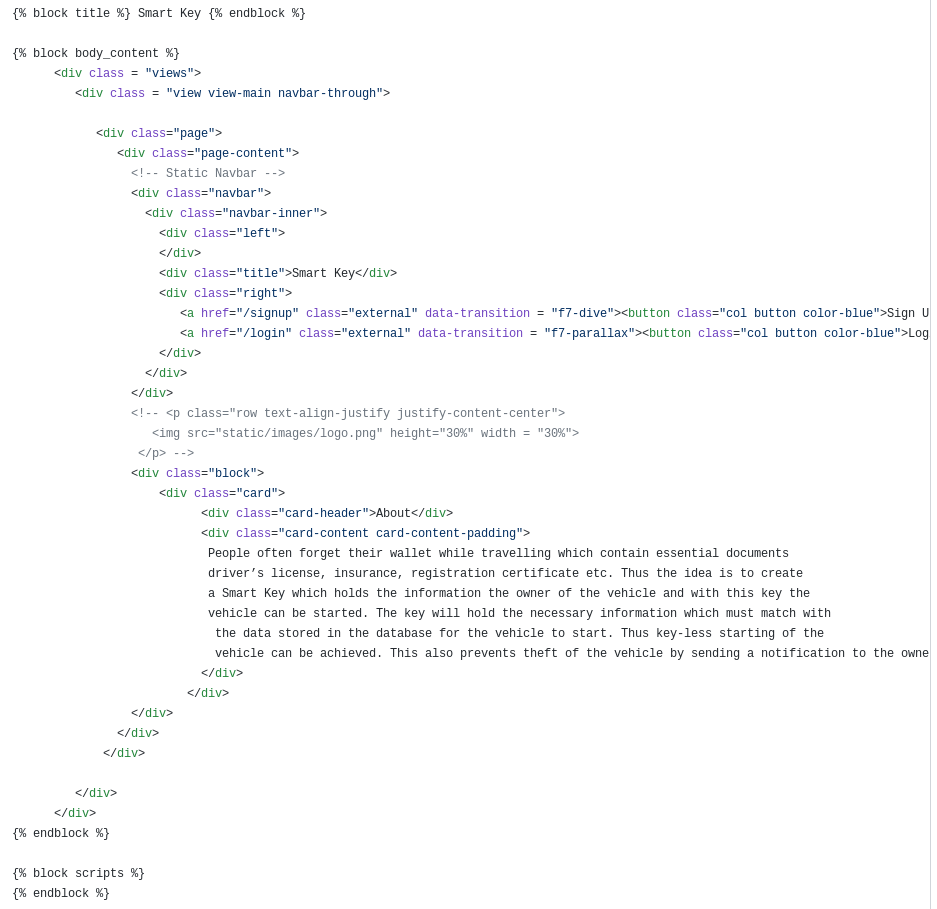 {% block title %} Smart Key {% endblock %}
{% block body_content %}
<div class = "views">
<div class = "view view-main navbar-through">
<div class="page">
<div class="page-content">
<!-- Static Navbar -->
<div class="navbar">
<div class="navbar-inner">
<div class="left">
</div>
<div class="title">Smart Key</div>
<div class="right">
<a href="/signup" class="external" data-transition = "f7-dive"><button class="col button color-blue">Sign U
<a href="/login" class="external" data-transition = "f7-parallax"><button class="col button color-blue">Log
</div>
</div>
</div>
<!-- <p class="row text-align-justify justify-content-center">
<img src="static/images/logo.png" height="30%" width = "30%">
</p> -->
<div class="block">
<div class="card">
<div class="card-header">About</div>
<div class="card-content card-content-padding">
People often forget their wallet while travelling which contain essential documents
driver’s license, insurance, registration certificate etc. Thus the idea is to create
a Smart Key which holds the information the owner of the vehicle and with this key the
vehicle can be started. The key will hold the necessary information which must match with
the data stored in the database for the vehicle to start. Thus key-less starting of the
vehicle can be achieved. This also prevents theft of the vehicle by sending a notification to the owne
</div>
</div>
</div>
</div>
</div>
</div>
</div>
{% endblock %}
{% block scripts %}
{% endblock %}